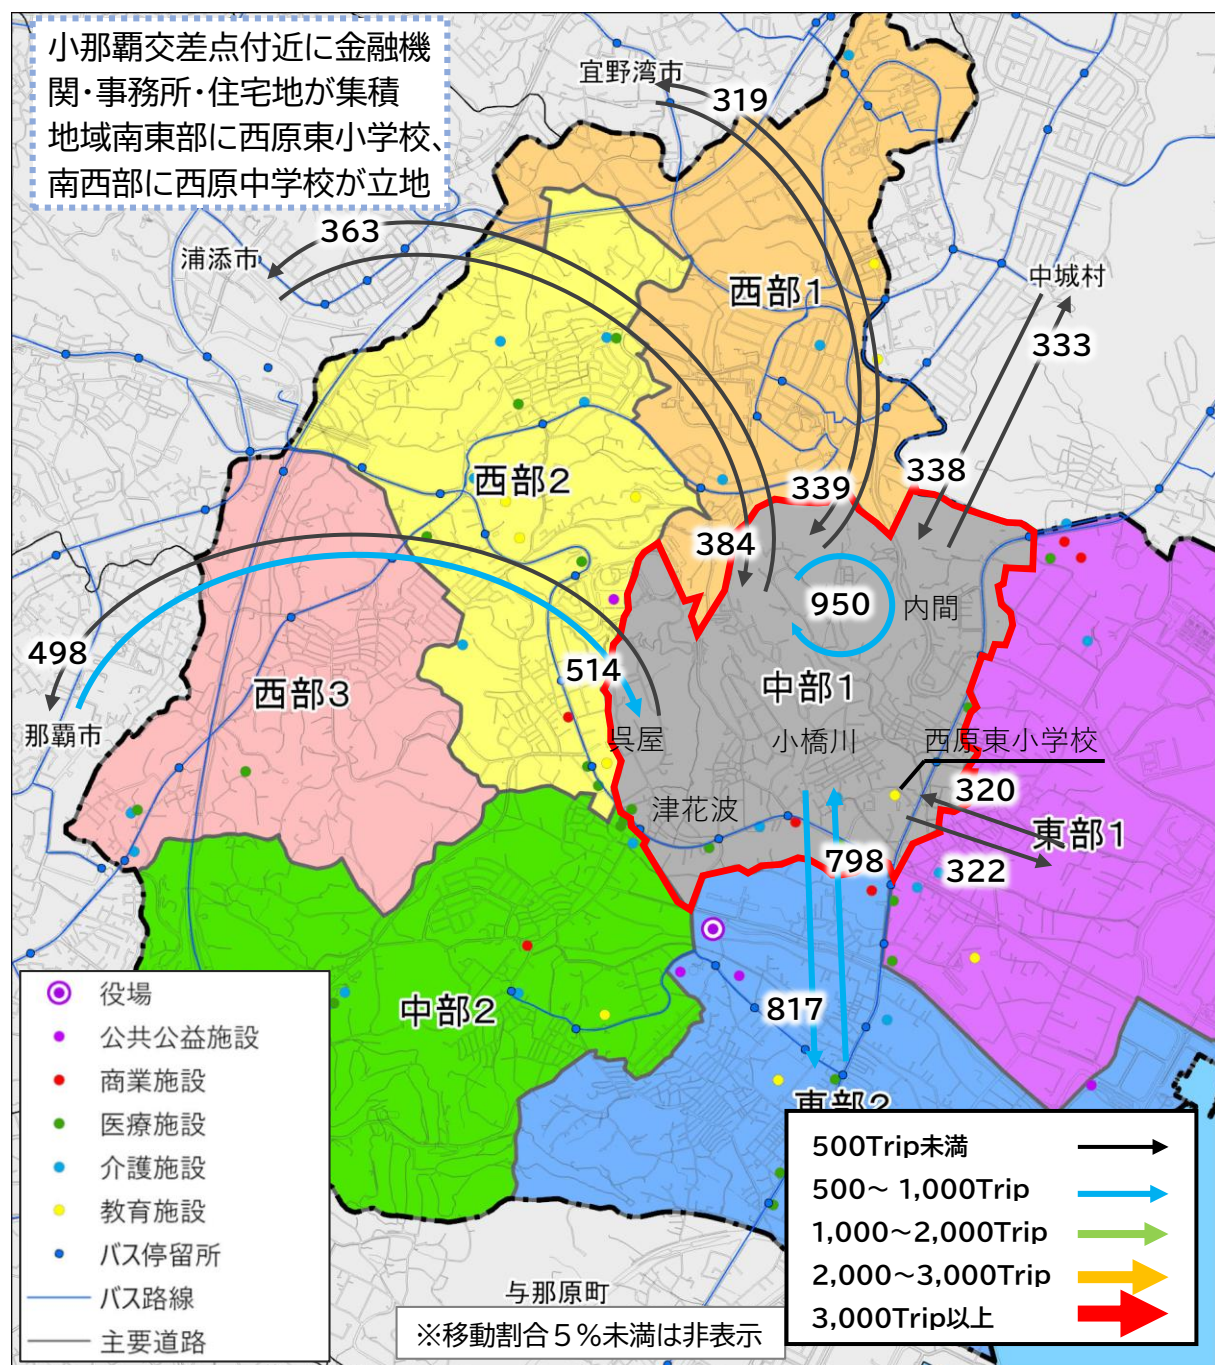 小那覇交差点付近に金融機
関・事務所・住宅地が集積
地域南東部に西原東小学校、
南西部に西原中学校が立地
宜野湾市
319
363
浦添市
中城村
西部1
333
西部2
339
338
384
950
内間
498
514
西部3
中部1
那覇市
呉屋
小橋川
西原東小学校
320
津花波
東部1
798
322
中部2
817
東部2
役場
公共公益施設
商業施設
医療施設
介護施設
教育施設
バス停留所
バス路線
主要道路
与那原町
※移動割合５%未満は非表示
500Trip未満
500～ 1,000Trip
1,000～2,000Trip
2,000～3,000Trip
3,000Trip以上